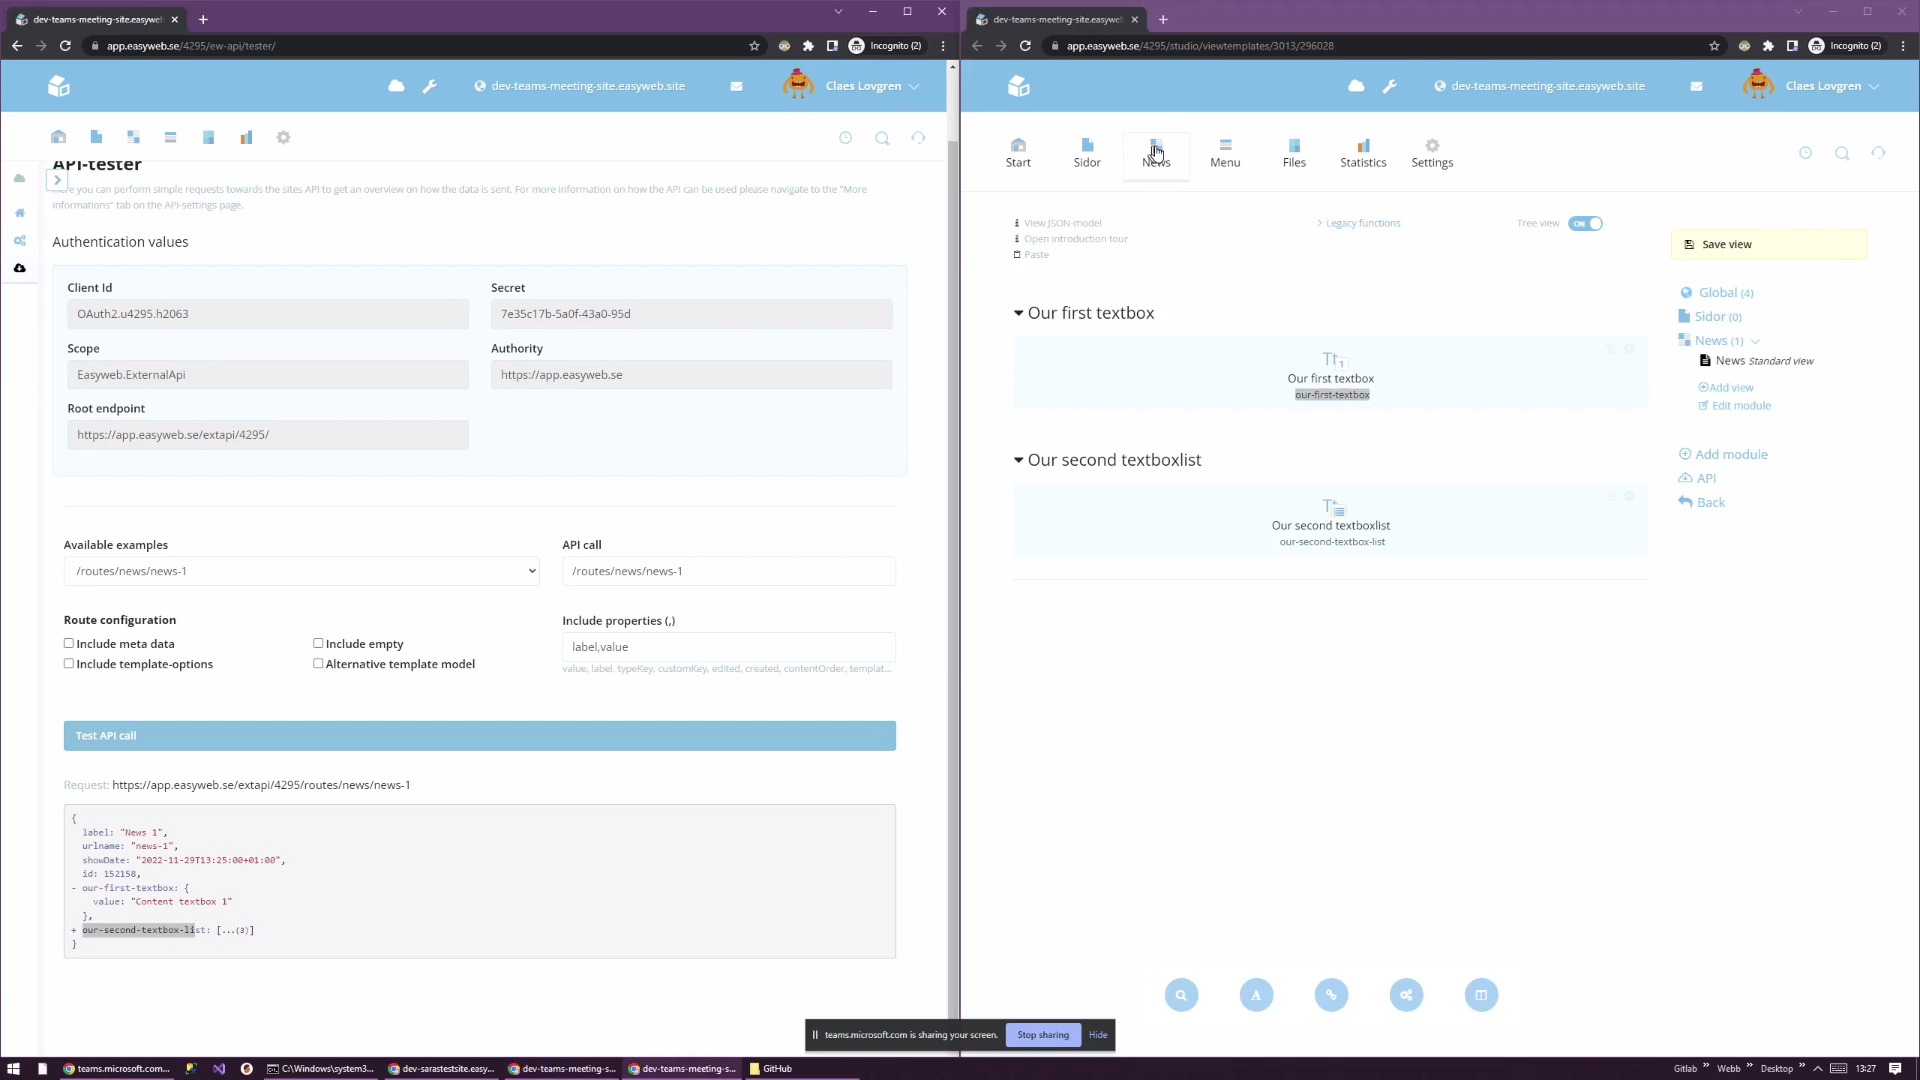 dev-teams-meeting-site.easyweb
app.easyweb.se/4295/ew-api/tester/
Incognito (2)
dev-teams-meeting-site.easyweb.site
Claes Lovgren
API-tester
you can perform simple requests towards the sites API to get an overview on how the data is sent. For more information on how the API can be used please navigate to the "More
informations" tab on the API-settings page.
Authentication values
Client Id
Secret
OAuth2.u4295.h2063
7e35c17b-5a0f-43a0-95d
Scope
Authority
Easyweb.ExternalApi
https://app.easyweb.se
Root endpoint
https://app.easyweb.se/extapi/4295/
Available examples
API call
/routes/news/news-1
/routes/news/news-1
Route configuration
Include properties (,)
Include meta data
Include empty
label,value
Include template-options
Alternative template model
value, label, typeKey, customKey, edited, created, contentOrder, templat...
Test API call
Request: https://app.easyweb.se/extapi/4295/routes/news/news-1
{
label: "News 1",
urlname: "news-1",
showDate: "2022-11-29T13:25:00+01:00",
id: 152158,
- our-first-textbox: {
value: "Content textbox 1"
},
+ our-second-textbox-list: [...(3)]
}
dev-teams-meeting-site.easyweb
app.easyweb.se/4295/studio/viewtemplates/3013/296028
Incognito (2)
dev-teams-meeting-site.easyweb.site
Claes Lovgren
Start
Sidor
News
Menu
Files
Statistics
Settings
View JSON-model
> Legacy functions
Tree view
ON
Open introduction tour
Paste
Save view
Our first textbox
Our first textbox
our-first-textbox
Our second textboxlist
Our second textboxlist
our-second-textbox-list
Global (4)
Sidor (0)
News (1)
News Standard view
Add view
Edit module
Add module
API
Back
teams.microsoft.com is sharing your screen.
Stop sharing
Hide
teams.microsoft.com...
C:\Windows\system3...
dev-sarastestsite.easy...
dev-teams-meeting-s...
dev-teams-meeting-s...
GitHub
Gitlab
Webb
Desktop
13:27